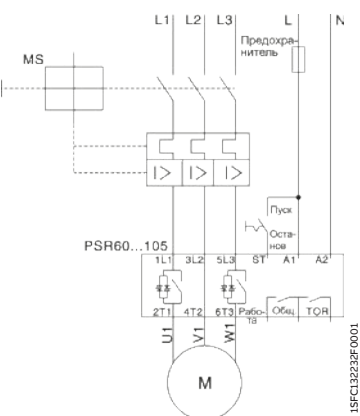 L1 L2 L3 L N
Предохра-
нитель
MS
I> I> I>
Пуск
Оста-
нов
PSR60...105
1L1 3L2 5L3 ST A1 A2
2T1 4T2 6T3 Рабо-
та Общ TOR
U1 V1 W1
M
1SFC132232F0001